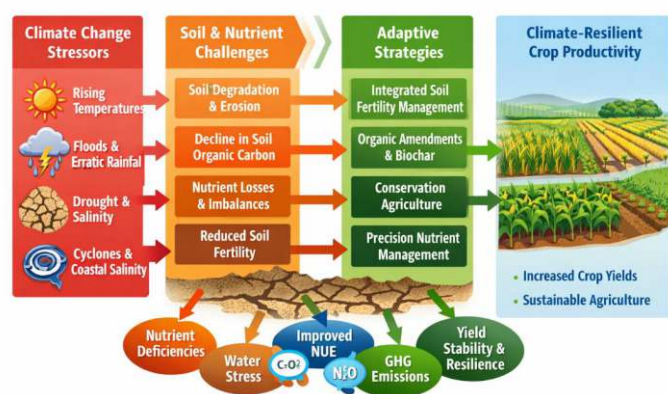 Climate Change
Stressors
Rising
Temperatures
Floods &
Erratic Rainfal
Drought &
Salinity
Cyclones &
Coastal Salinity
Soil & Nutrient
Challenges
Soil Degradation
& Erosion
Decline in Soil
Organic Carbon
Nutrient Losses
& Imbalances
Reduced Soil
Fertility
Adaptive
Strategies
Integrated Soil
Fertility Management
Organic Amendments
& Biochar
Conservation
Agriculture
Precision Nutrient
Management
Climate-Resilient
Crop Productivity
• Increased Crop Yields
• Sustainable Agriculture
Nutrient
Deficiencies
Water
Stress
Improved
NUE
GHG
Emissions
Yield
Stability &
Resilience